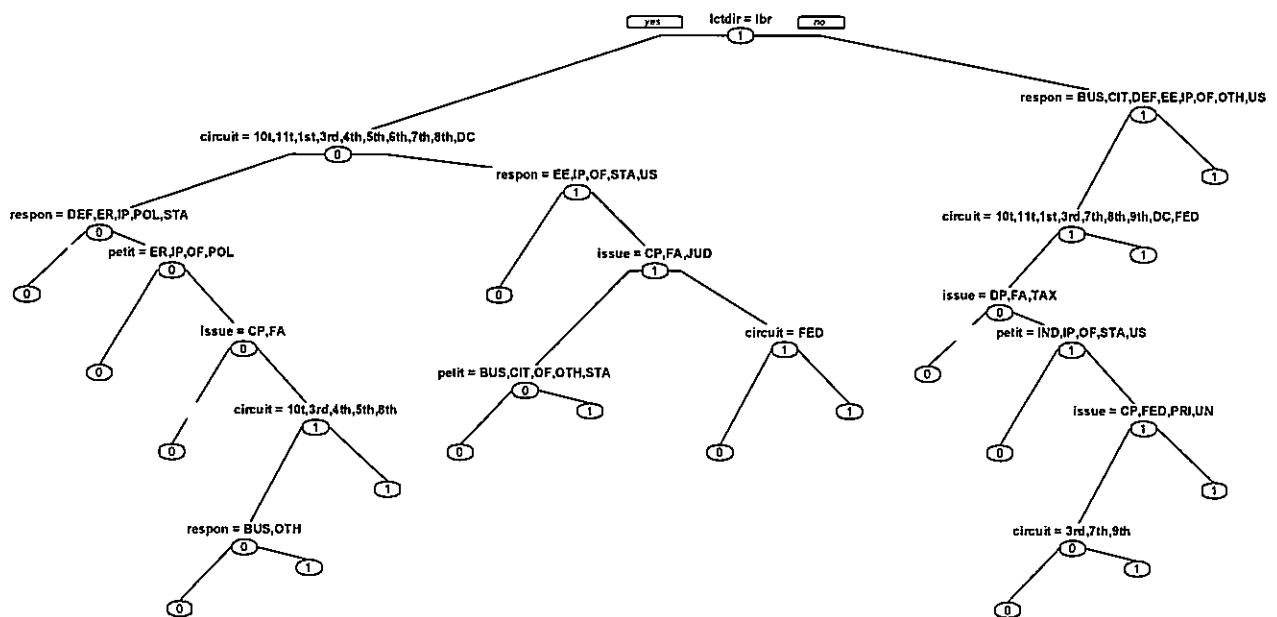 yes
lctdir = lbr
no
1
respon = BUS,CIT,DEF,EE,IP,OF,OTH,US
1
circuit = 10t,11t,1st,3rd,4th,5th,6th,7th,8th,DC
0
respon = EE,IP,OF,STA,US
1
1
respon = DEF,ER,IP,POL,STA
0
circuit = 10t,11t,1st,3rd,7th,8th,9th,DC,FED
1
petit = ER,IP,OF,POL
0
issue = CP,FA,JUD
1
1
0
0
issue = DP,FA,TAX
0
issue = CP,FA
0
circuit = FED
1
petit = IND,IP,OF,STA,US
1
0
petit = BUS,CIT,OF,OTH,STA
0
0
circuit = 10t,3rd,4th,5th,8th
1
1
1
issue = CP,FED,PRI,UN
1
0
0
0
0
1
1
respon = BUS,OTH
0
circuit = 3rd,7th,9th
0
1
1
0
0